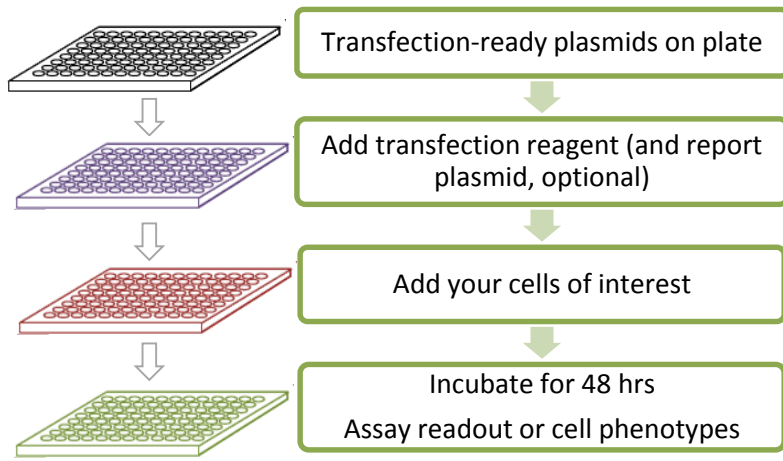 Transfection-ready plasmids on plate
Add transfection reagent (and report
plasmid, optional)
Add your cells of interest
Incubate for 48 hrs
Assay readout or cell phenotypes